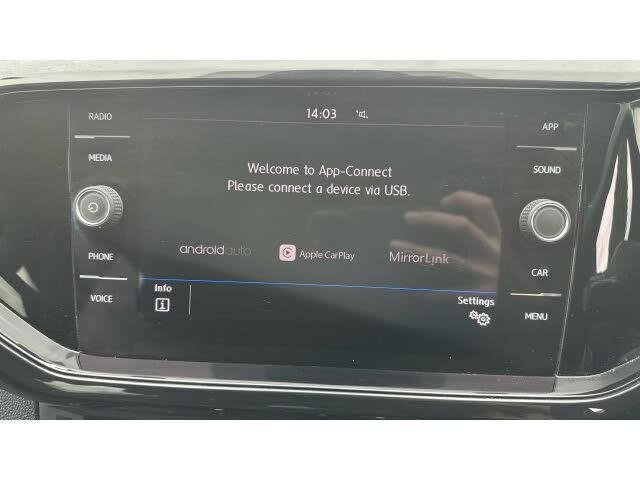 RADIO
MEDIA
PHONE
VOICE
14:03
Welcome to App-Connect
Please connect a device via USB.
androidauto
Apple CarPlay
MirrorLink
Info
Settings
APP
SOUND
CAR
MENU